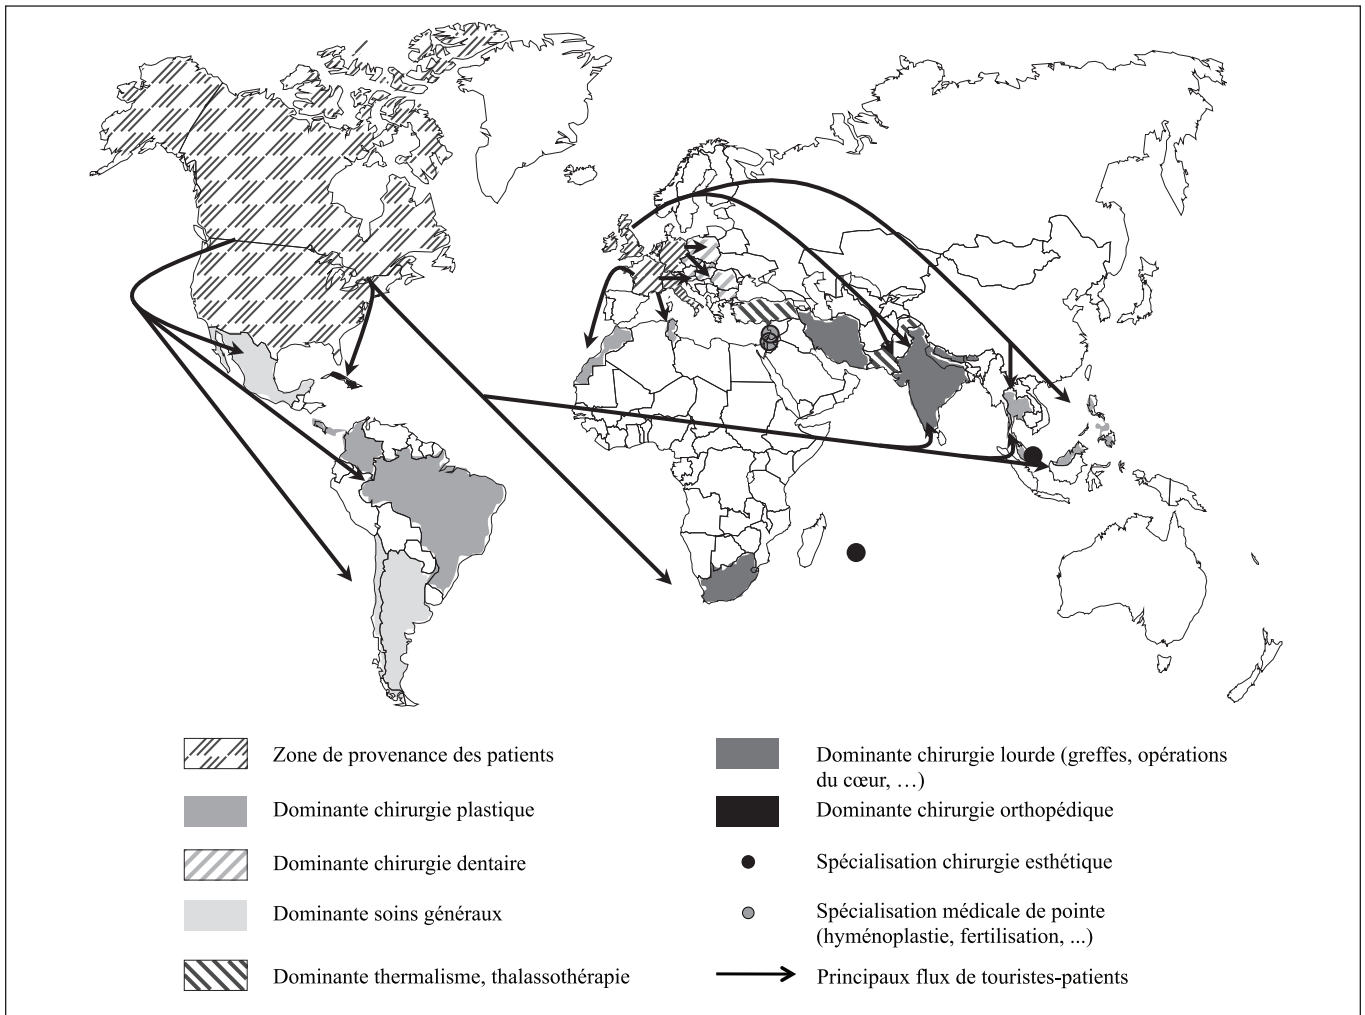 Zone de provenance des patients
Dominante chirurgie plastique
Dominante chirurgie dentaire
Dominante soins généraux
Dominante thermalisme, thalassothérapie
Dominante chirurgie lourde (greffes, opérations
du cœur, …)
Dominante chirurgie orthopédique
Spécialisation chirurgie esthétique
Spécialisation médicale de pointe
(hyménoplastie, fertilisation, ...)
Principaux flux de touristes-patients